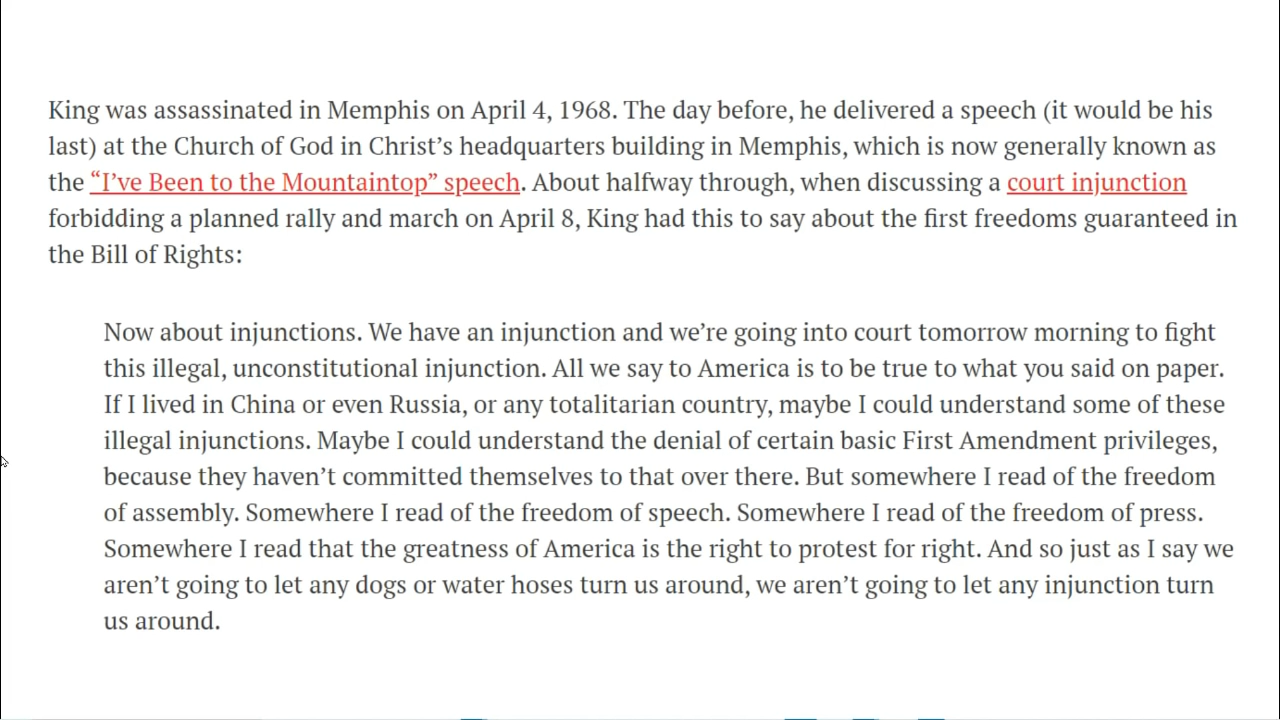 King was assassinated in Memphis on April 4, 1968. The day before, he delivered a speech (it would be his
last) at the Church of God in Christ’s headquarters building in Memphis, which is now generally known as
the “I’ve Been to the Mountaintop” speech. About halfway through, when discussing a court injunction
forbidding a planned rally and march on April 8, King had this to say about the first freedoms guaranteed in
the Bill of Rights:
Now about injunctions. We have an injunction and we’re going into court tomorrow morning to fight
this illegal, unconstitutional injunction. All we say to America is to be true to what you said on paper.
If I lived in China or even Russia, or any totalitarian country, maybe I could understand some of these
illegal injunctions. Maybe I could understand the denial of certain basic First Amendment privileges,
because they haven’t committed themselves to that over there. But somewhere I read of the freedom
of assembly. Somewhere I read of the freedom of speech. Somewhere I read of the freedom of press.
Somewhere I read that the greatness of America is the right to protest for right. And so just as I say we
aren’t going to let any dogs or water hoses turn us around, we aren’t going to let any injunction turn
us around.